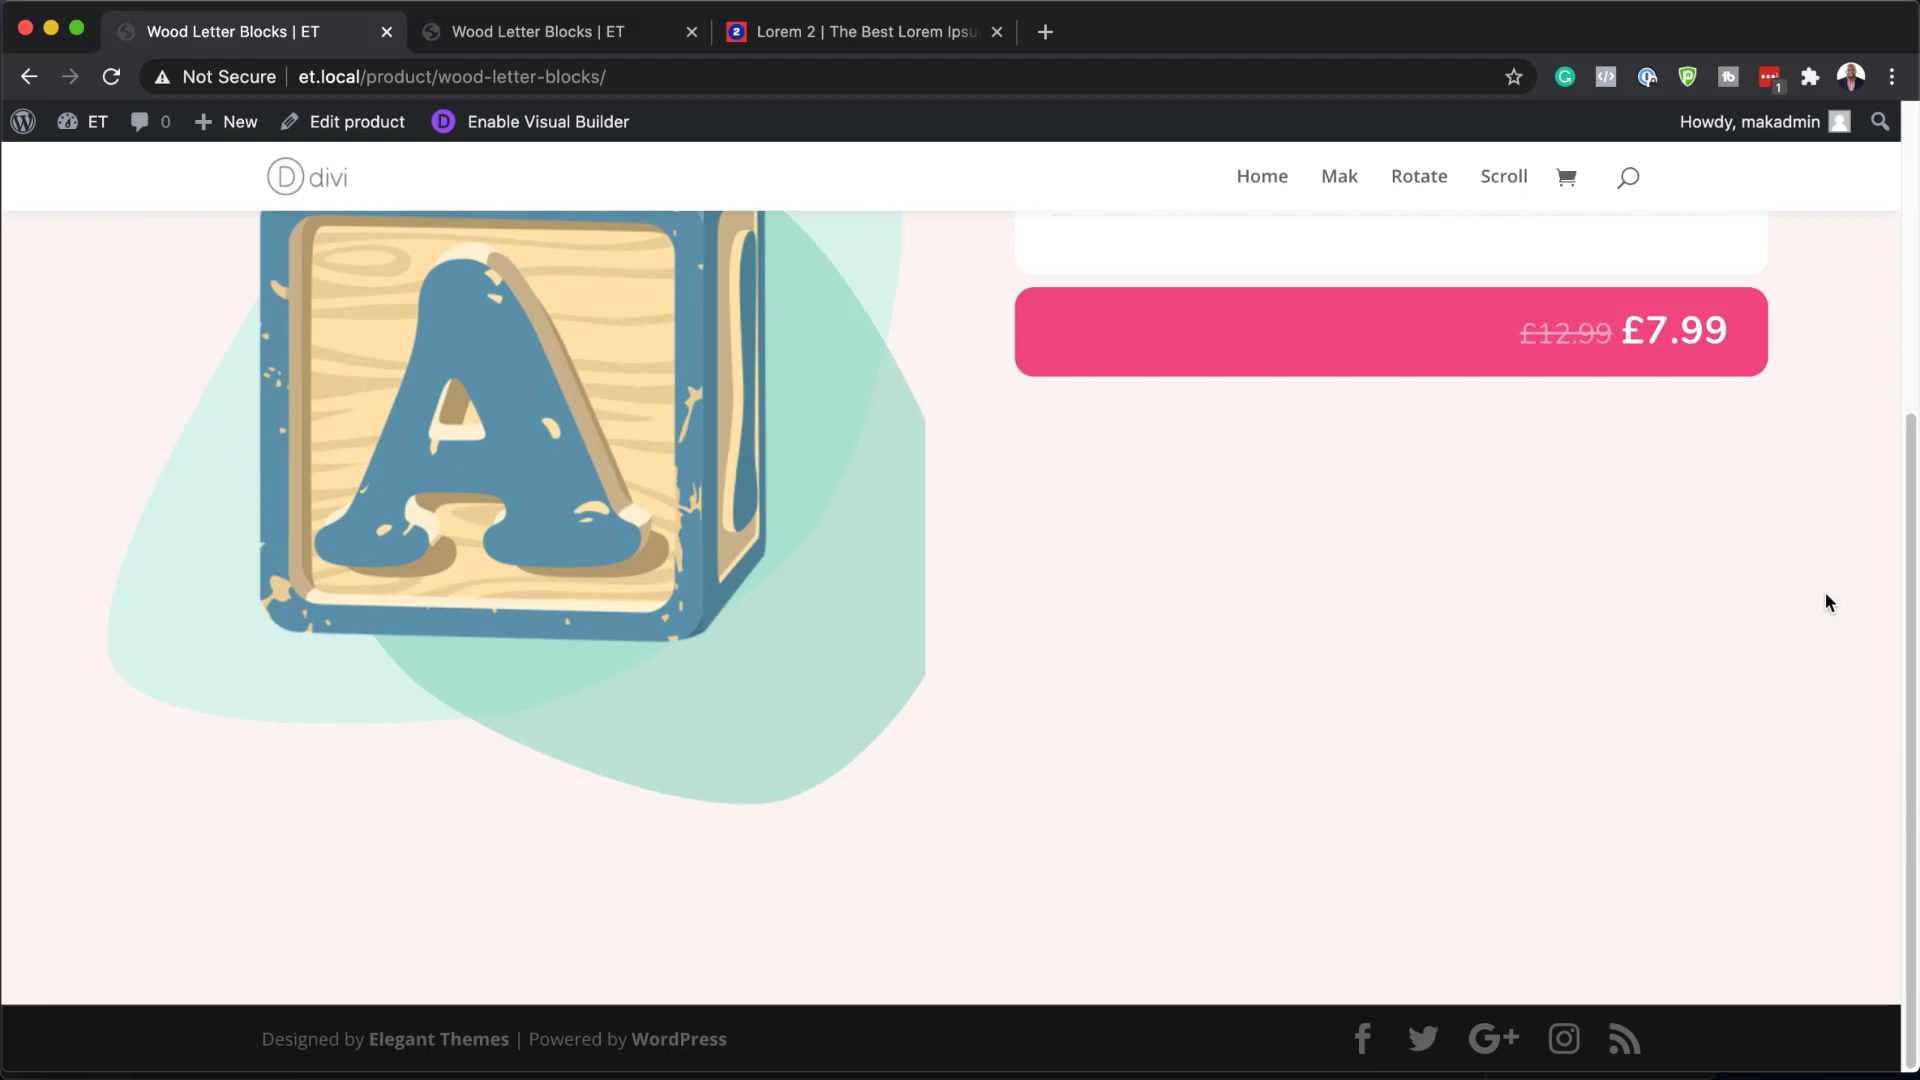 Wood Letter Blocks | ET
Wood Letter Blocks | ET
2 Lorem 2 | The Best Lorem Ipsu
Not Secure
et.local/product/wood-letter-blocks/
1
ET
0
New
Edit product
D Enable Visual Builder
Howdy, makadmin
D divi
Home
Mak
Rotate
Scroll
A
£12.99 £7.99
Designed by Elegant Themes | Powered by WordPress